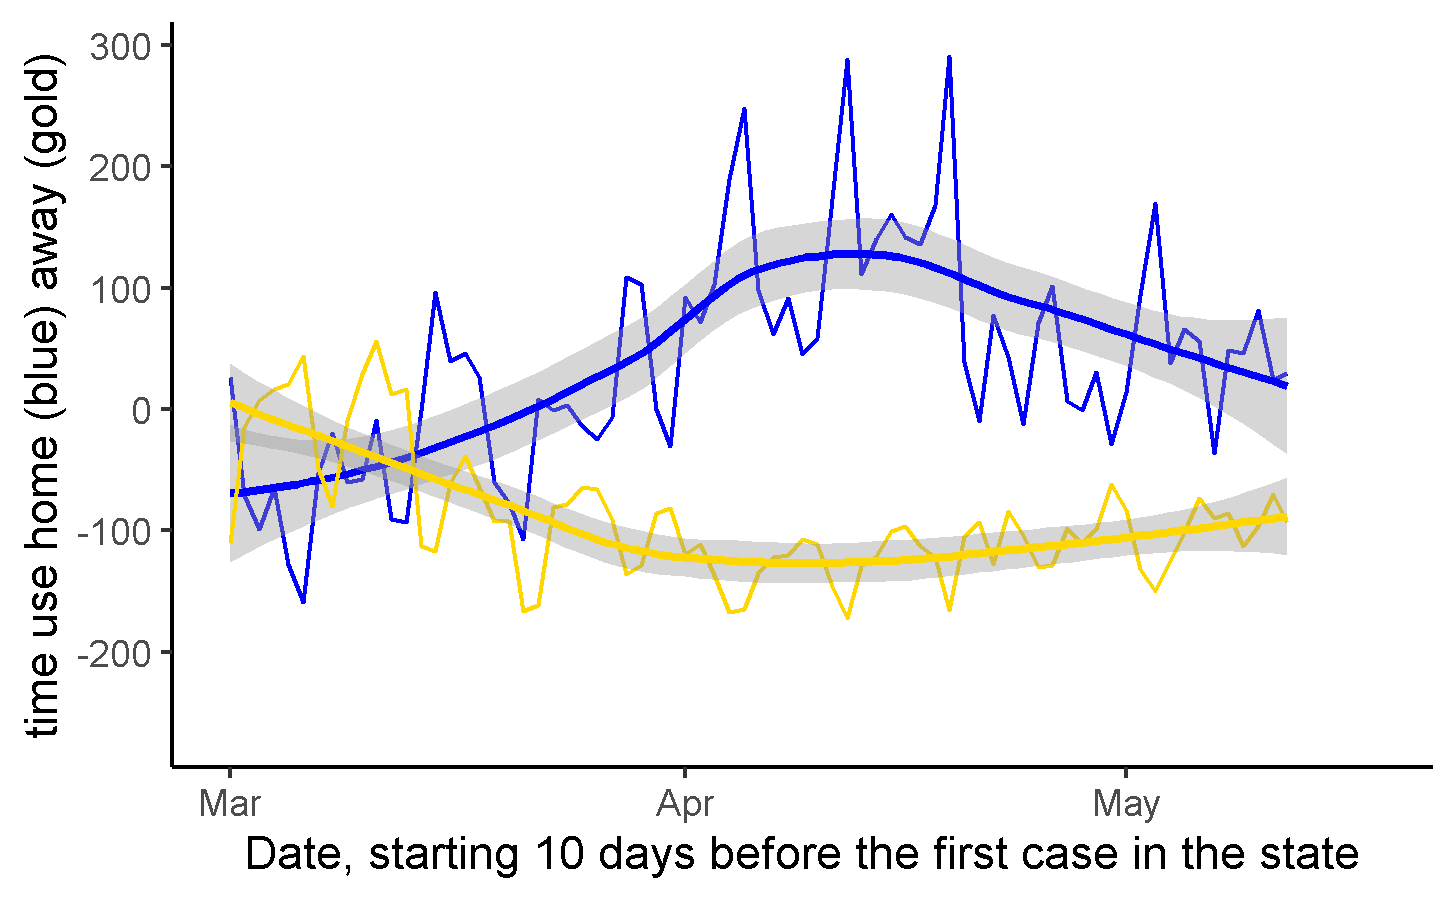 time use home (blue) away (gold)
300
200
100
0
-100
-200
Mar
Apr
May
Date, starting 10 days before the first case in the state